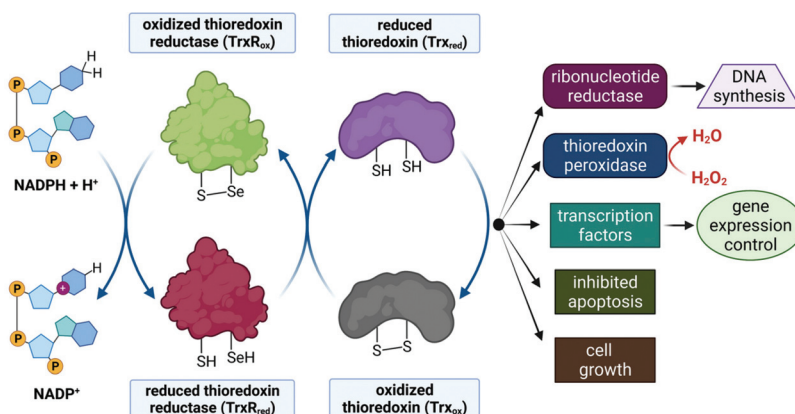 oxidized thioredoxin
reductase (TrxRox)
reduced
thioredoxin (Trxred)
H
H
P
P
P
NADPH + H⁺
S
Se
SH
SH
ribonucleotide
reductase
DNA
synthesis
thioredoxin
peroxidase
H₂O
H₂O₂
transcription
factors
gene
expression
control
inhibited
apoptosis
cell
growth
H
P
+
P
P
NADP⁺
SH
SeH
S
S
reduced thioredoxin
reductase (TrxRred)
oxidized
thioredoxin (Trxox)